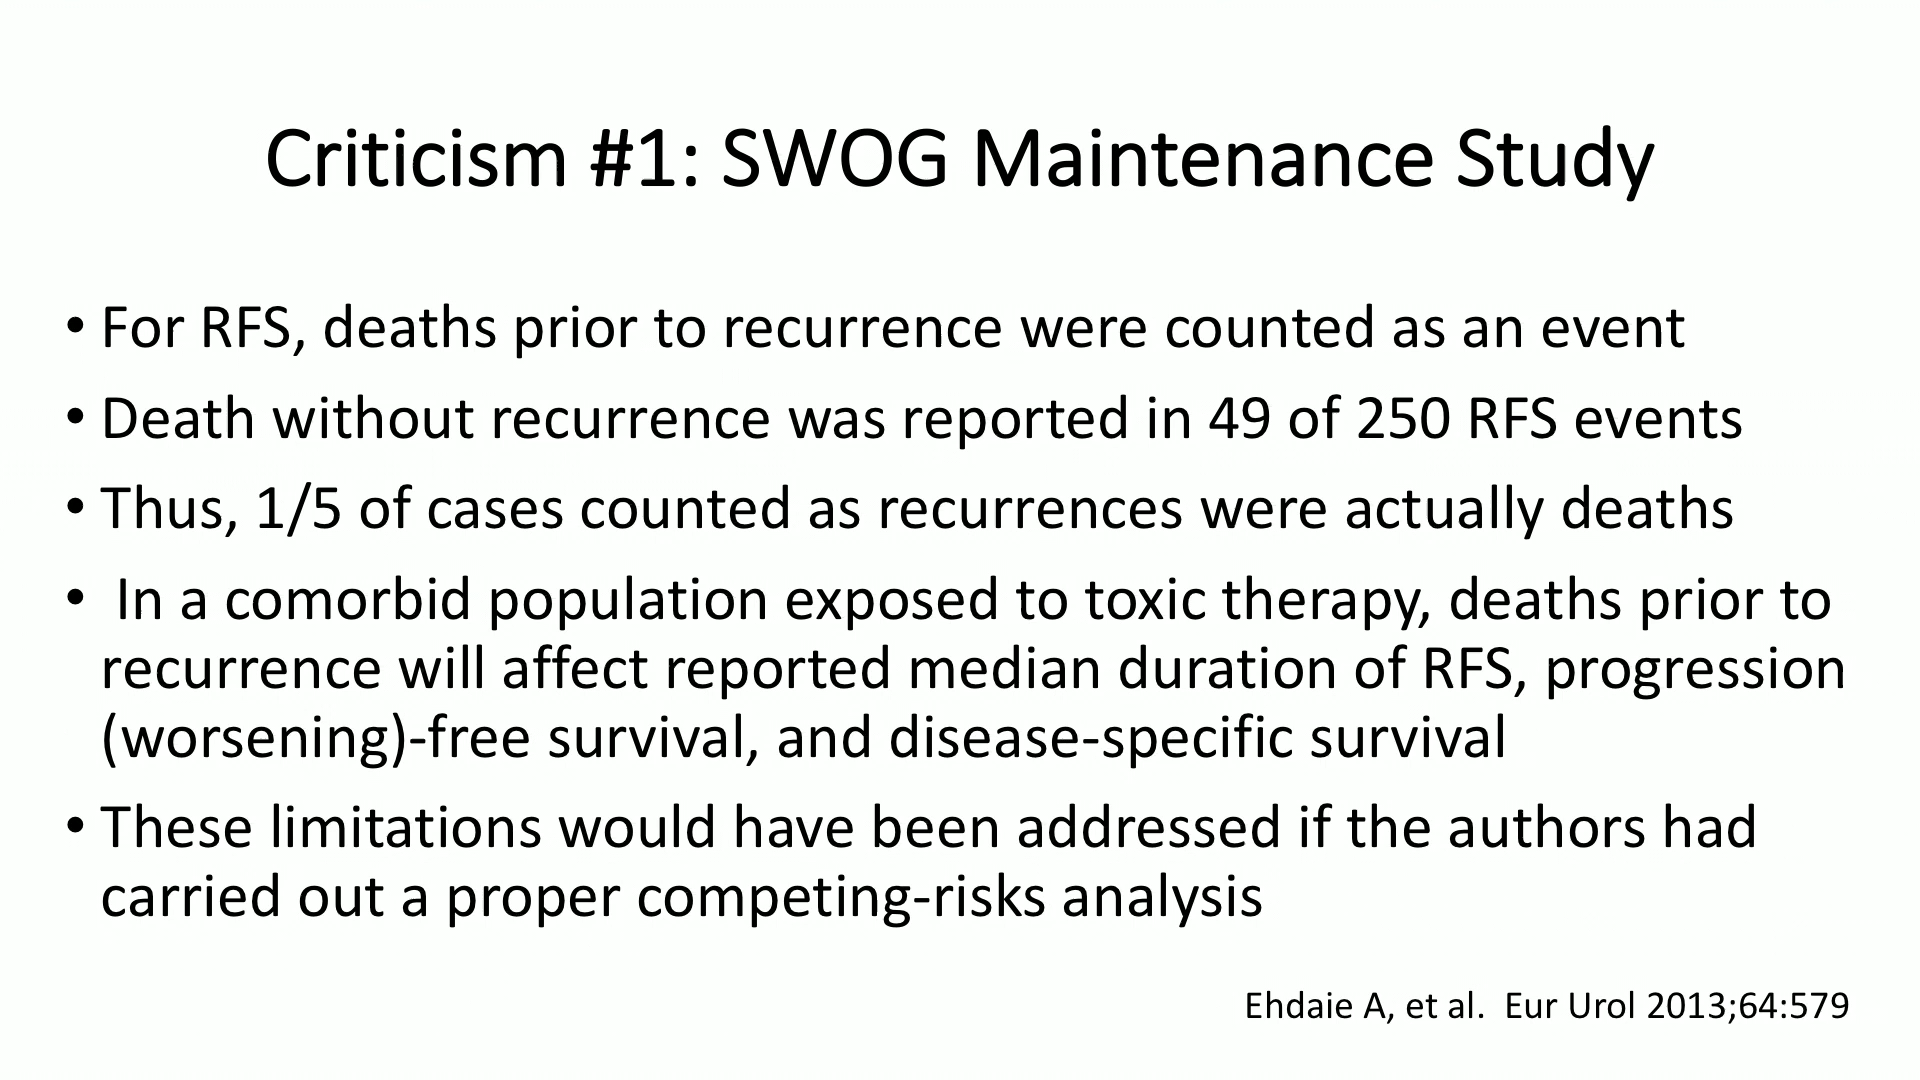 Criticism #1: SWOG Maintenance Study
• For RFS, deaths prior to recurrence were counted as an event
• Death without recurrence was reported in 49 of 250 RFS events
• Thus, 1/5 of cases counted as recurrences were actually deaths
• In a comorbid population exposed to toxic therapy, deaths prior to
recurrence will affect reported median duration of RFS, progression
(worsening)-free survival, and disease-specific survival
• These limitations would have been addressed if the authors had
carried out a proper competing-risks analysis
Ehdaie A, et al.  Eur Urol 2013;64:579